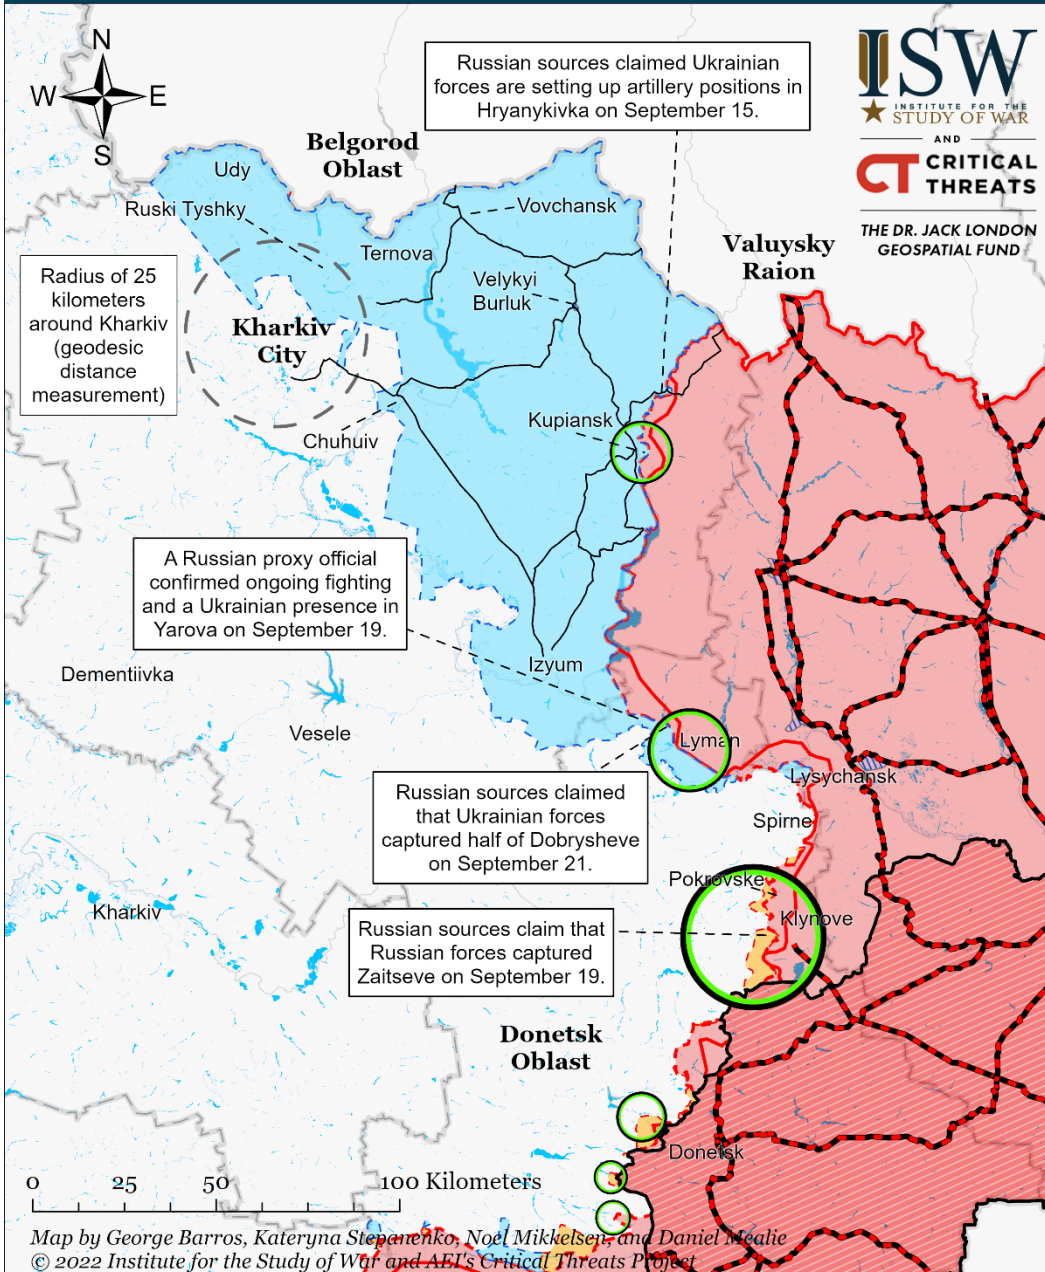 N
W
E
S
Russian sources claimed Ukrainian
forces are setting up artillery positions in
Hryanykivka on September 15.
ISW
INSTITUTE FOR THE
STUDY OF WAR
AND
CT CRITICAL
THREATS
THE DR. JACK LONDON
GEOSPATIAL FUND
Belgorod
Oblast
Udy
Ruski Tyshky
Vovchansk
Ternova
Valuysky
Raion
Velykyi
Burluk
Radius of 25
kilometers
around Kharkiv
(geodesic
distance
measurement)
Kharkiv
City
Kupiansk
Chuhuiv
A Russian proxy official
confirmed ongoing fighting
and a Ukrainian presence in
Yarova on September 19.
Izyum
Dementiivka
Vesele
Lyman
Lysychansk
Russian sources claimed
that Ukrainian forces
captured half of Dobrysheve
on September 21.
Spirne
Pokrovske
Klynove
Kharkiv
Russian sources claim that
Russian forces captured
Zaitseve on September 19.
Donetsk
Oblast
Donetsk
0 25 50 100 Kilometers
Map by George Barros, Kateryna Stepanenko, Noel Mikkelsen, and Daniel Mealie
© 2022 Institute for the Study of War and AEI's Critical Threats Project